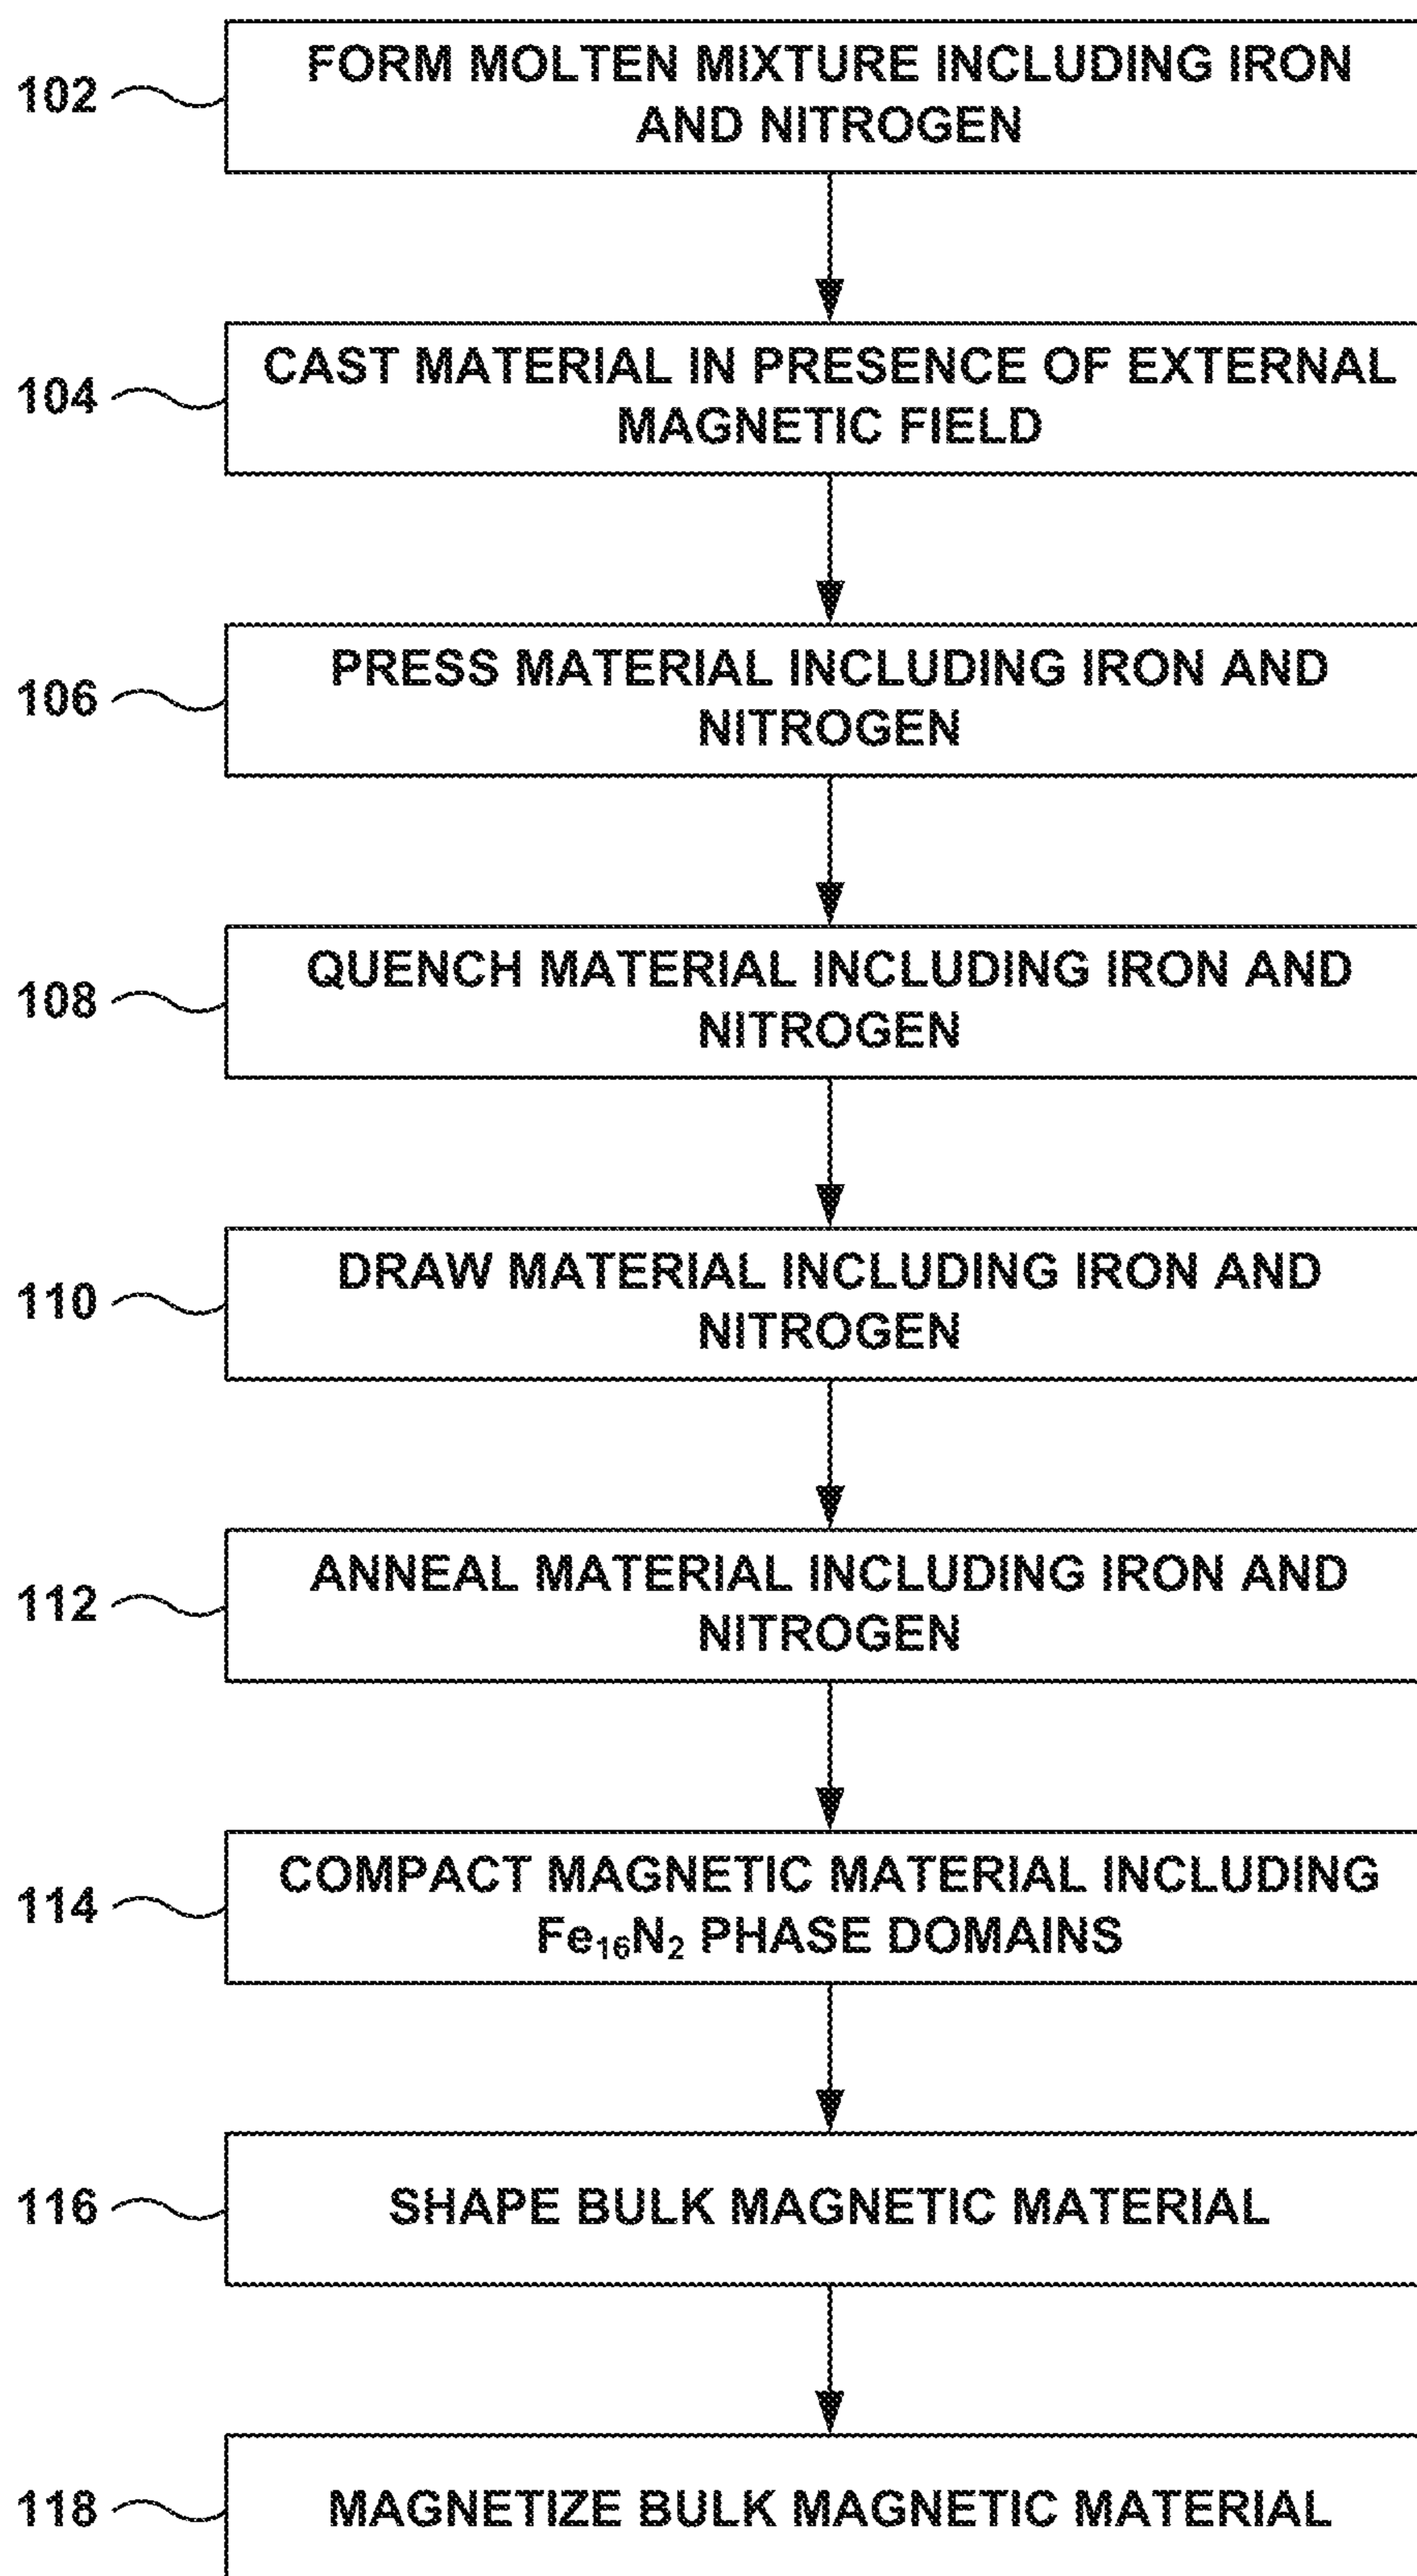 102
FORM MOLTEN MIXTURE INCLUDING IRON
AND NITROGEN
104
CAST MATERIAL IN PRESENCE OF EXTERNAL
MAGNETIC FIELD
106
PRESS MATERIAL INCLUDING IRON AND
NITROGEN
108
QUENCH MATERIAL INCLUDING IRON AND
NITROGEN
110
DRAW MATERIAL INCLUDING IRON AND
NITROGEN
112
ANNEAL MATERIAL INCLUDING IRON AND
NITROGEN
114
COMPACT MAGNETIC MATERIAL INCLUDING
Fe₁₆N₂ PHASE DOMAINS
116
SHAPE BULK MAGNETIC MATERIAL
118
MAGNETIZE BULK MAGNETIC MATERIAL